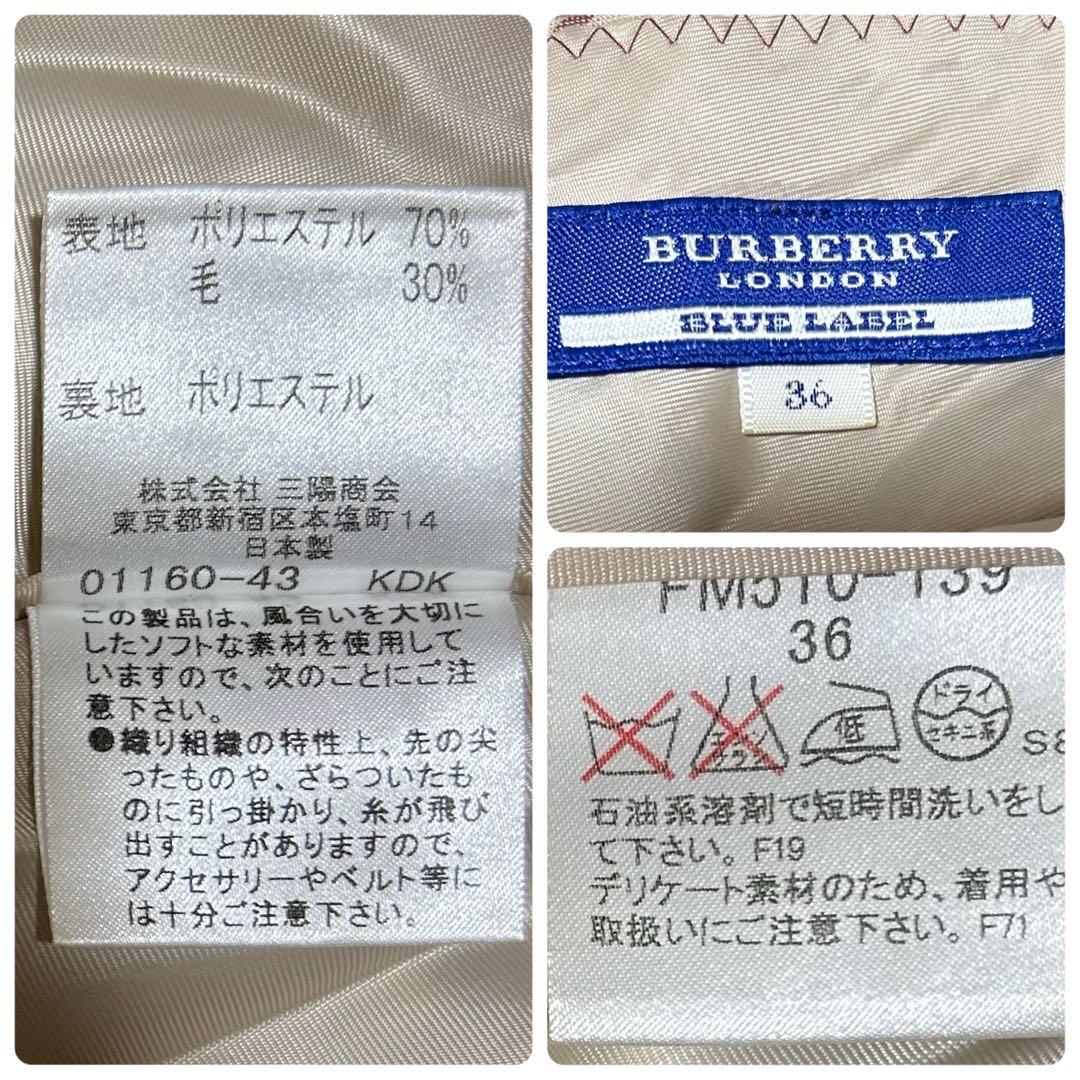 表地 ポリエステル 70%
毛 30%
裏地 ポリエステル
株式会社 三陽商会
東京都新宿区本塩町14
日本製
01160-43 KDK
この製品は、風合いを大切に
したソフトな素材を使用して
いますので、次のことにご注
意下さい。
●織り組織の特性上、先の尖
ったものや、ざらついたも
のに引っ掛かり、糸が飛び
出すことがありますので、
アクセサリーやベルト等に
は十分ご注意下さい。
BURBERRY
LONDON
BLUE LABEL
36
FM510-139
36
エンソ
サラシ
低
ドライ
セキユ系
石油系溶剤で短時間洗いをし
て下さい。F19
デリケート素材のため、着用や
取扱いにご注意下さい。F71